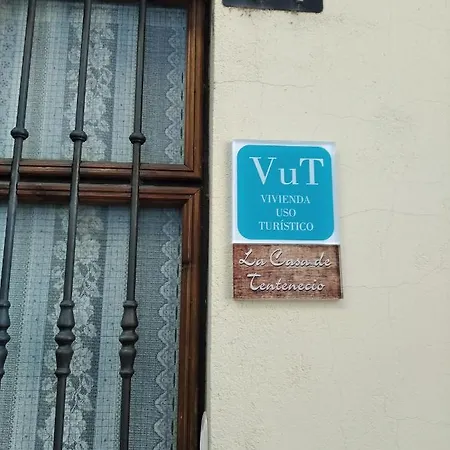 VuT
VIVIENDA
USO
TURÍSTICO
La Casa de
Tentenecio